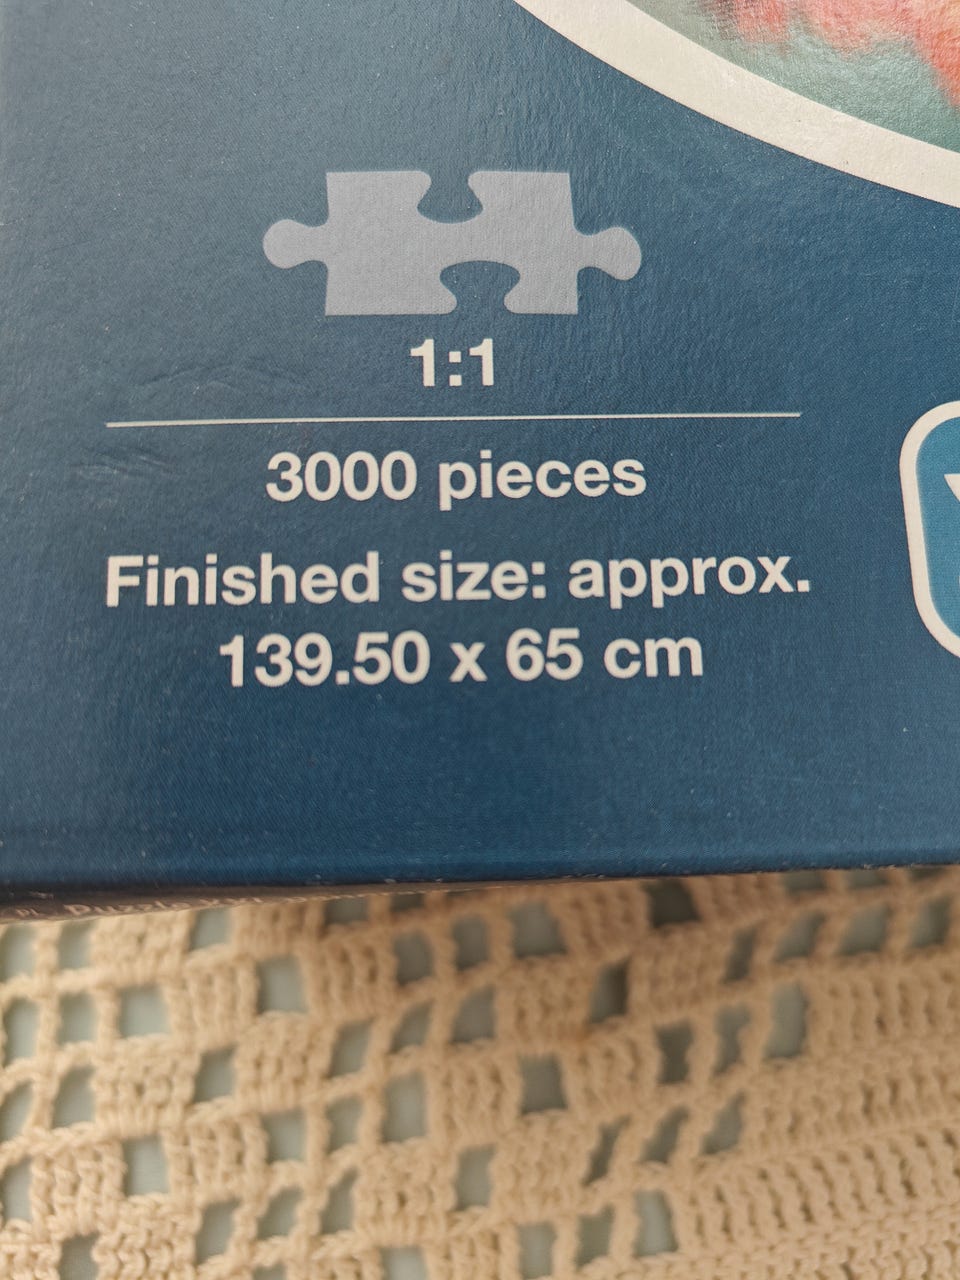 1:1
3000 pieces
Finished size: approx.
139.50 x 65 cm